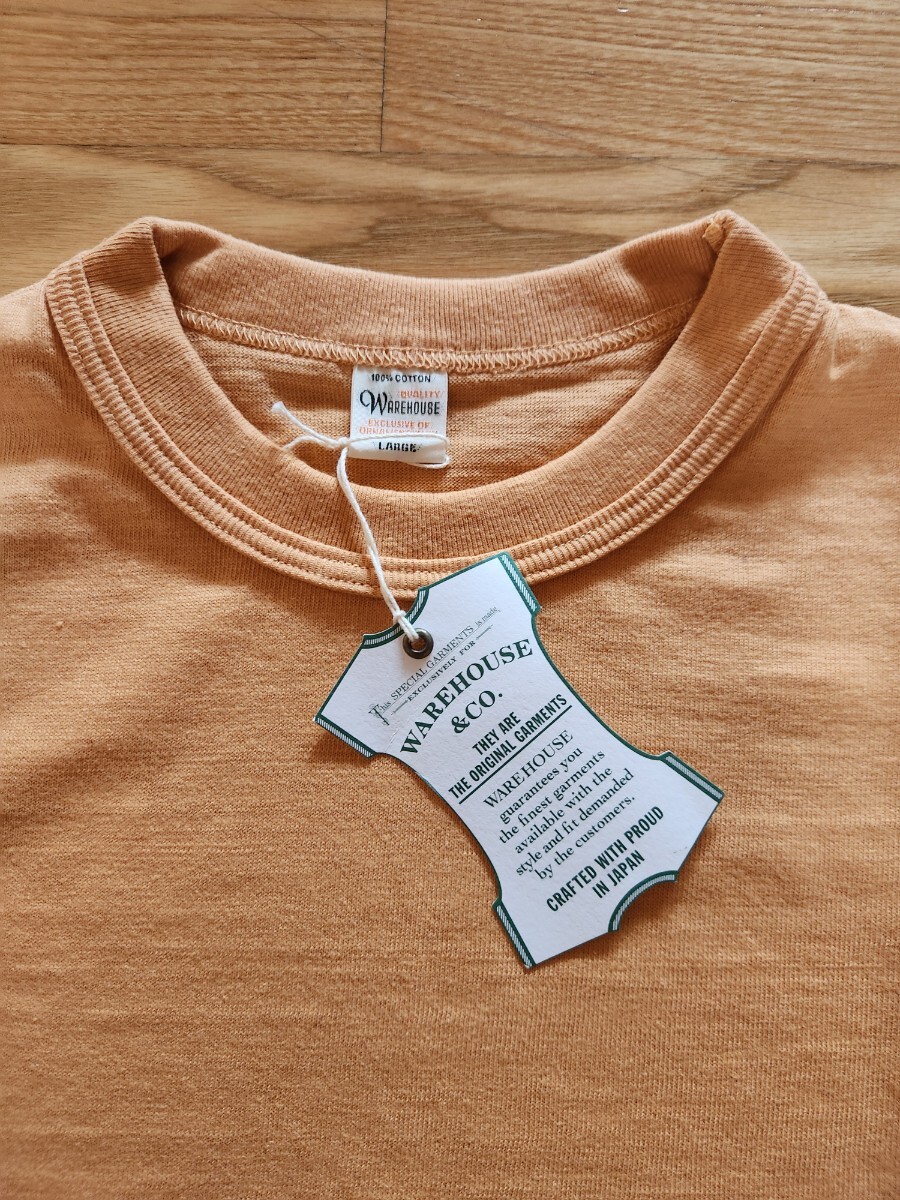 100% COTTON
QUALITY
WAREHOUSE
EXCLUSIVE OF
LARGE
This SPECIAL GARMENTS is made
EXCLUSIVELY FOR
WAREHOUSE
&CO.
THEY ARE
THE ORIGINAL GARMENTS
WAREHOUSE
guarantees you
the finest garments
available with the
style and fit demanded
by the customers.
CRAFTED WITH PROUD
IN JAPAN